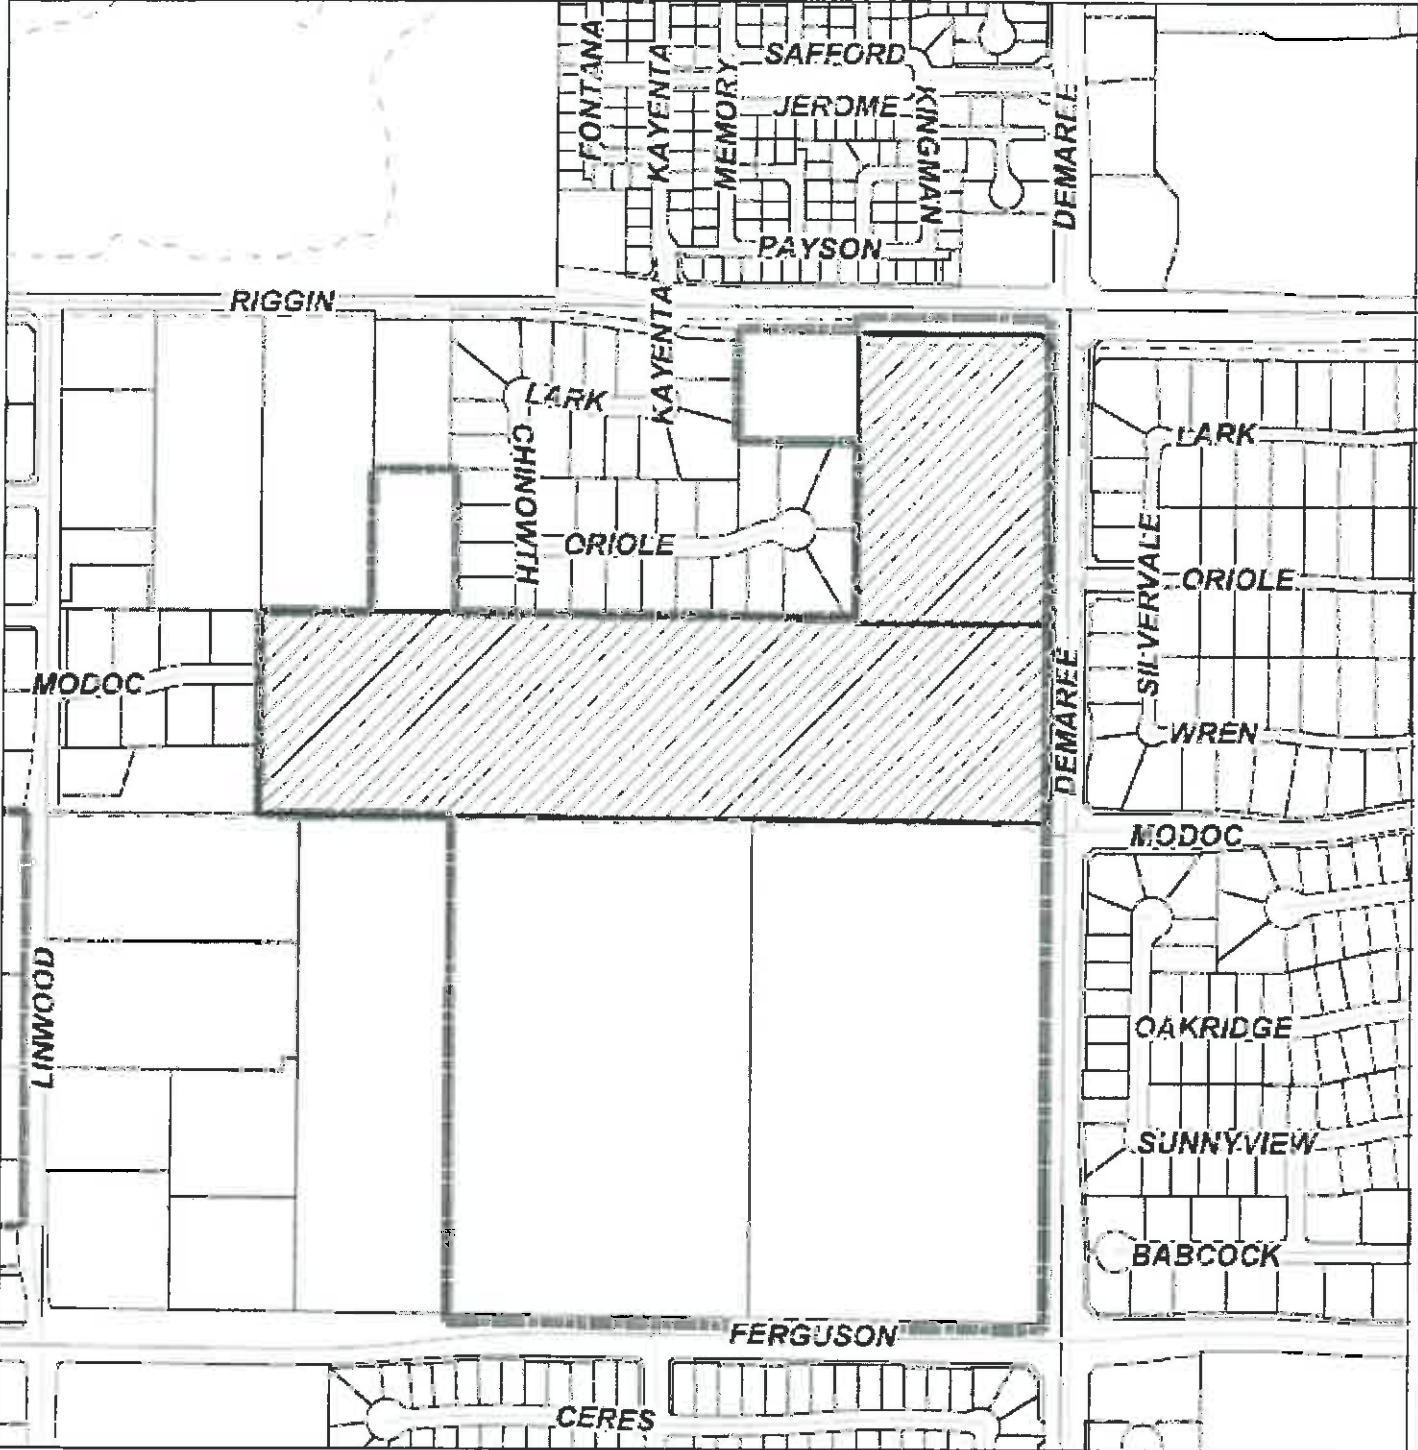 FONTANA
KAYENTA
MEMORY
SAFFORD
JEROME
KINGMAN
DEMAREE
PAYSON
RIGGIN
KAYENTA
LARK
CHINOWTH
ORIOLE
LARK
SILVERVALE
ORIOLE
MODOC
DEMAREE
WREN
MODOC
LINWOOD
OAKRIDGE
SUNNYVIEW
BABCOCK
FERGUSON
CERES